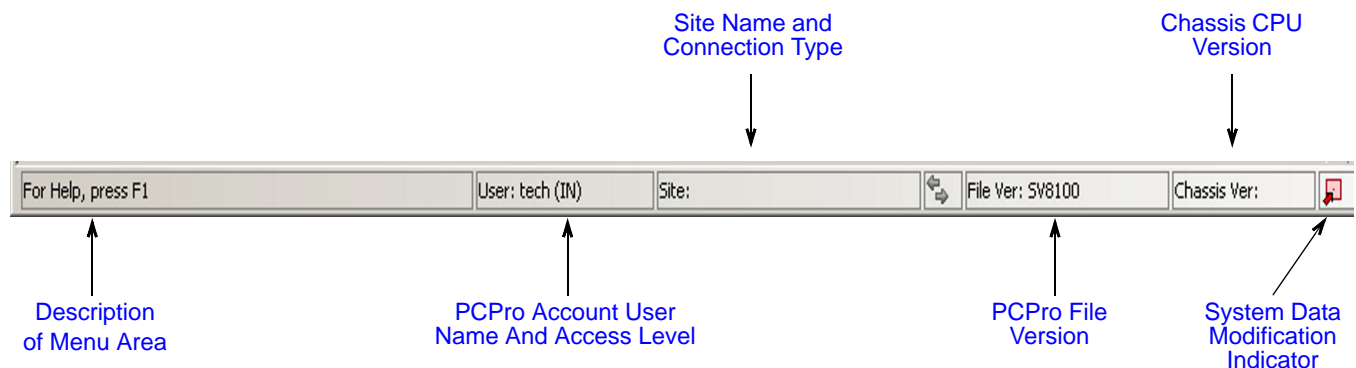 Site Name and
Connection Type
Chassis CPU
Version
For Help, press F1
User: tech (IN)
Site:
File Ver: SV8100
Chassis Ver:
Description
of Menu Area
PCPro Account User
Name And Access Level
PCPro File
Version
System Data
Modification
Indicator